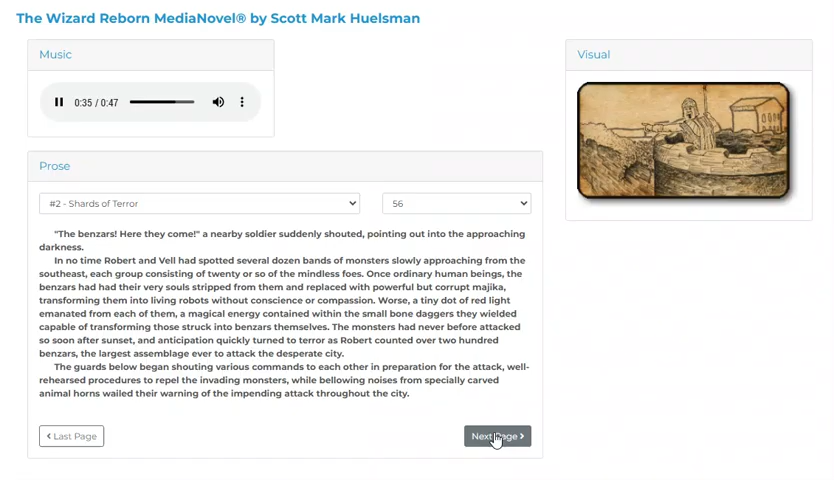 The Wizard Reborn MediaNovel® by Scott Mark Huelsman
Music
0:35 / 0:47
Visual
Prose
#2 - Shards of Terror
56
"The benzars! Here they come!" a nearby soldier suddenly shouted, pointing out into the approaching
darkness.
In no time Robert and Vell had spotted several dozen bands of monsters slowly approaching from the
southeast, each group consisting of twenty or so of the mindless foes. Once ordinary human beings, the
benzars had had their very souls stripped from them and replaced with powerful but corrupt majika,
transforming them into living robots without conscience or compassion. Worse, a tiny dot of red light
emanated from each of them, a magical energy contained within the small bone daggers they wielded
capable of transforming those struck into benzars themselves. The monsters had never before attacked
so soon after sunset, and anticipation quickly turned to terror as Robert counted over two hundred
benzars, the largest assemblage ever to attack the desperate city.
The guards below began shouting various commands to each other in preparation for the attack, well-
rehearsed procedures to repel the invading monsters, while bellowing noises from specially carved
animal horns wailed their warning of the impending attack throughout the city.
Last Page
Next Page